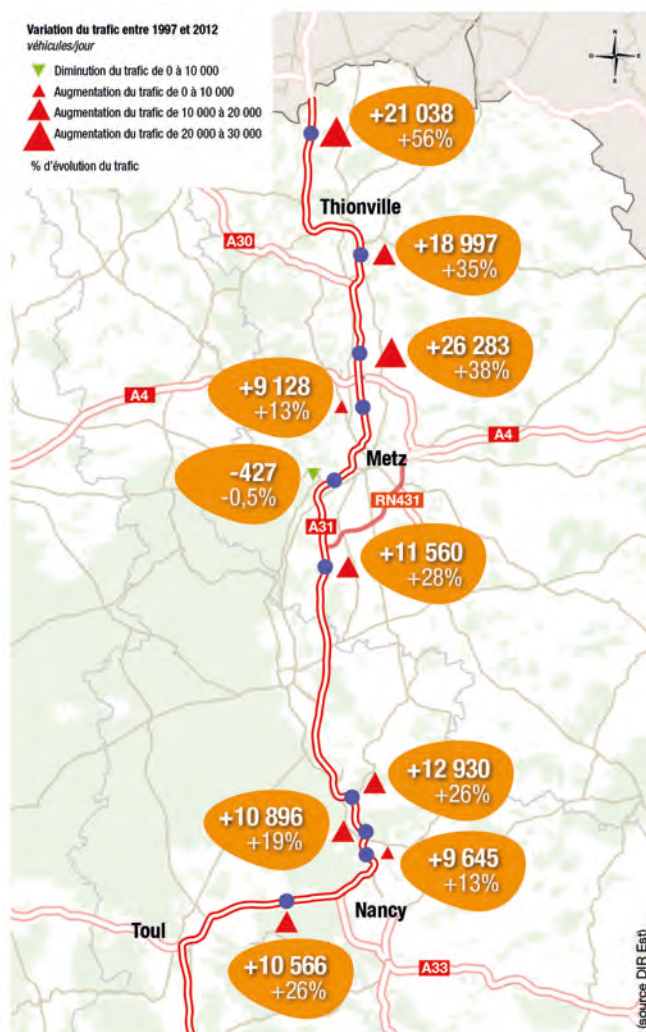 Variation du trafic entre 1997 et 2012
véhicules/jour
Diminution du trafic de 0 à 10 000
Augmentation du trafic de 0 à 10 000
Augmentation du trafic de 10 000 à 20 000
Augmentation du trafic de 20 000 à 30 000
% d'évolution du trafic
N
O
E
S
+21 038
+56%
Thionville
A30
+18 997
+35%
+26 283
+38%
+9 128
+13%
A4
A4
Metz
-427
-0,5%
RN431
A31
+11 560
+28%
+12 930
+26%
+10 896
+19%
+9 645
+13%
Nancy
Toul
+10 566
+26%
A33
(source DIR Est)